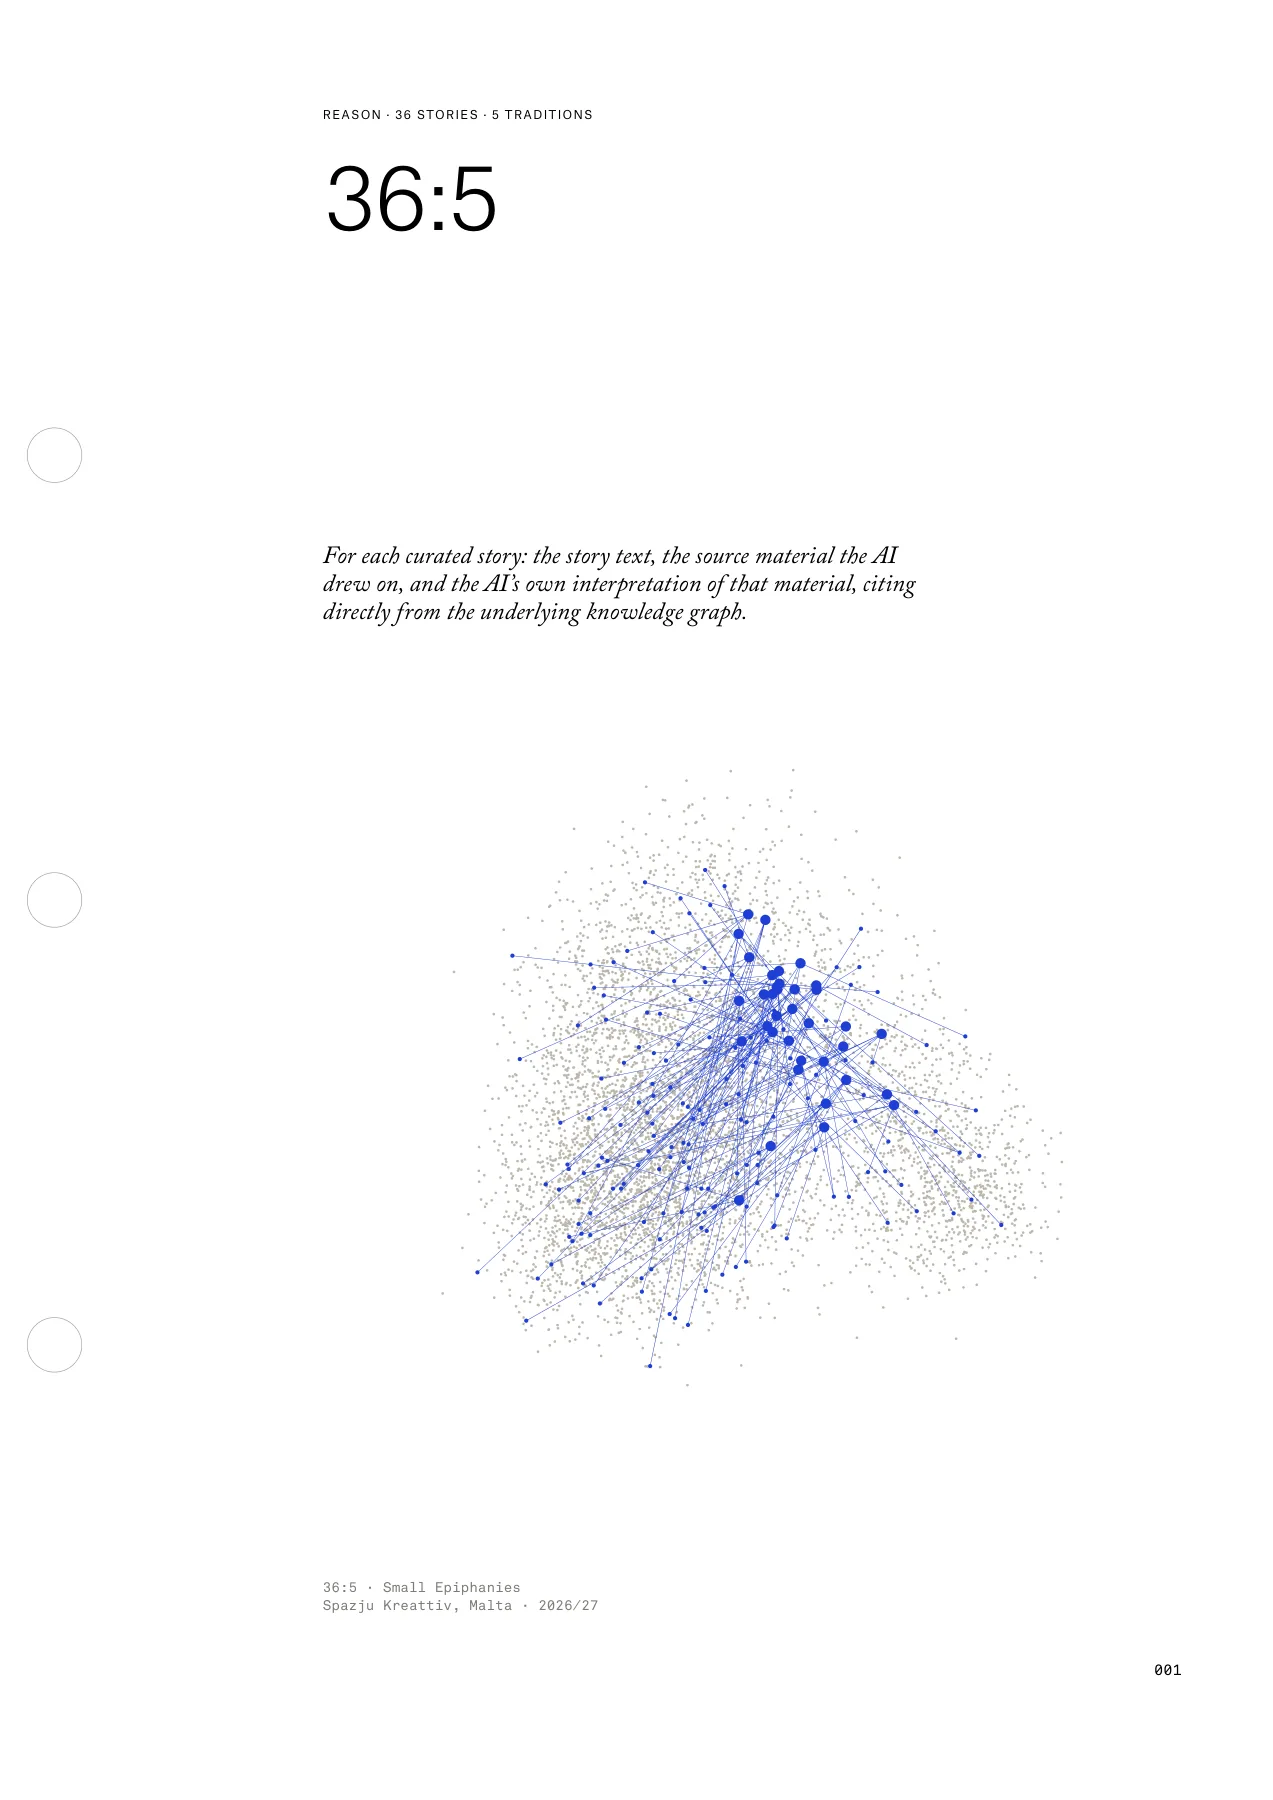 REASON · 36 STORIES · 5 TRADITIONS
36:5
For each curated story: the story text, the source material the AI
drew on, and the AI’s own interpretation of that material, citing
directly from the underlying knowledge graph.
36:5 · Small Epiphanies
Spazju Kreattiv, Malta · 2026/27
001